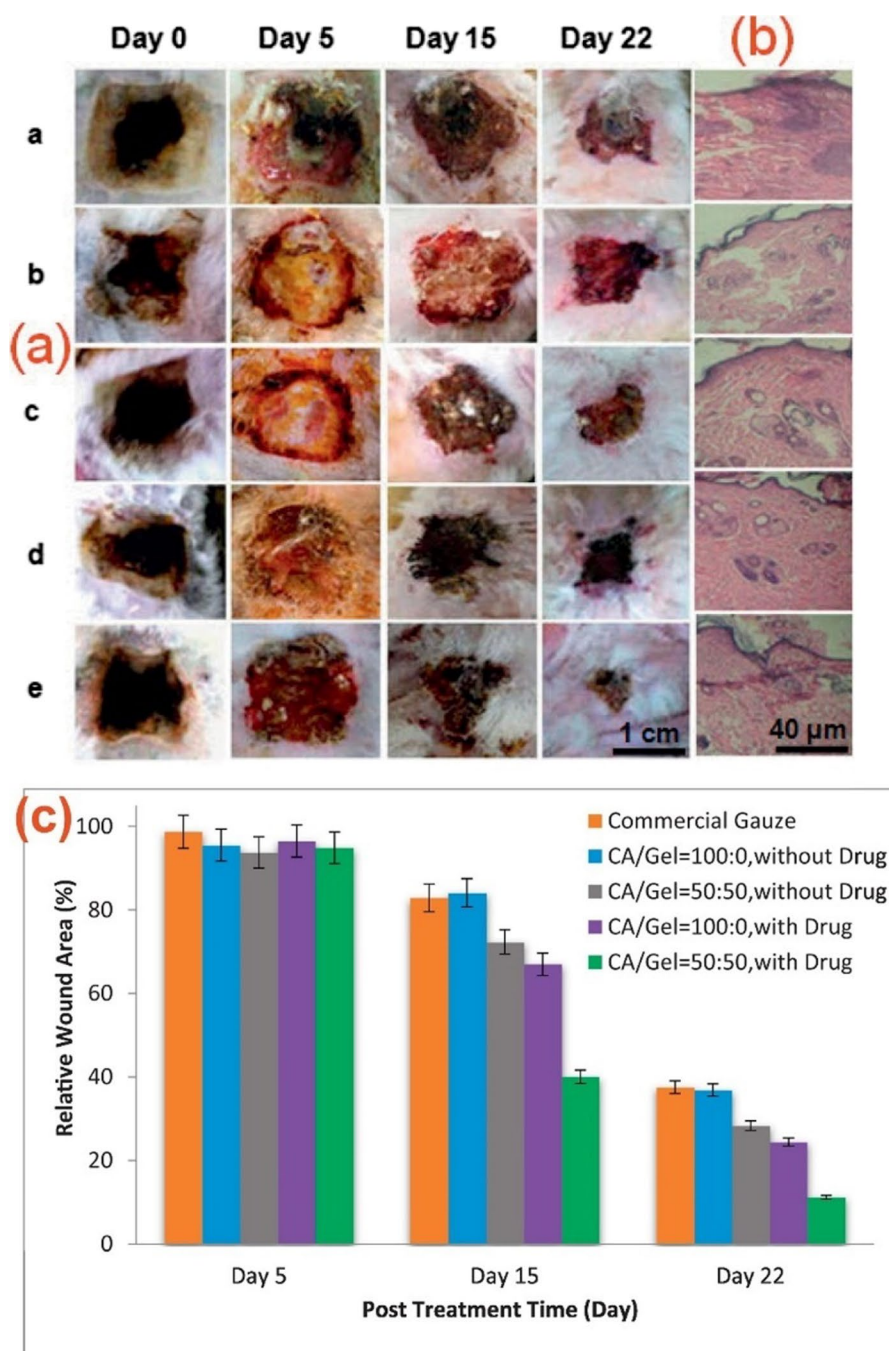 Day 0 Day 5 Day 15 Day 22 (b)
a
b
(a)
c
d
e
1 cm 40 µm
(c)
100
80
60
40
20
0
Relative Wound Area (%)
Commercial Gauze
CA/Gel=100:0,without Drug
CA/Gel=50:50,without Drug
CA/Gel=100:0,with Drug
CA/Gel=50:50,with Drug
Day 5 Day 15 Day 22
Post Treatment Time (Day)